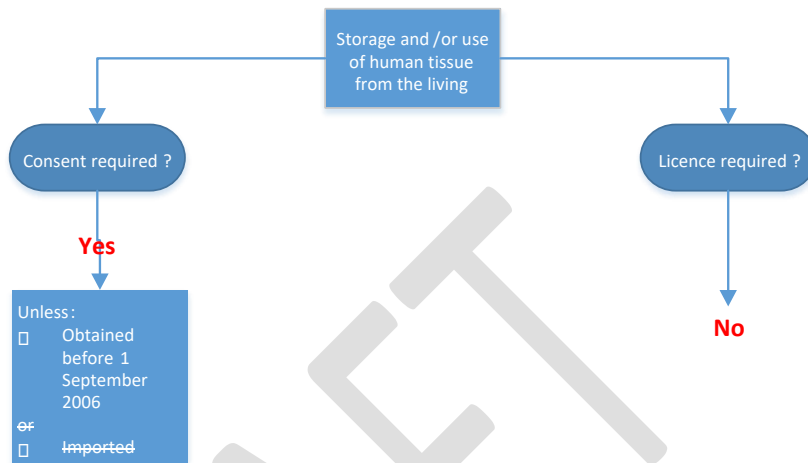 Storage and /or use
of human tissue
from the living
Consent required ?
Licence required ?
Yes
No
Unless:
Obtained
before 1
September
2006
or
Imported